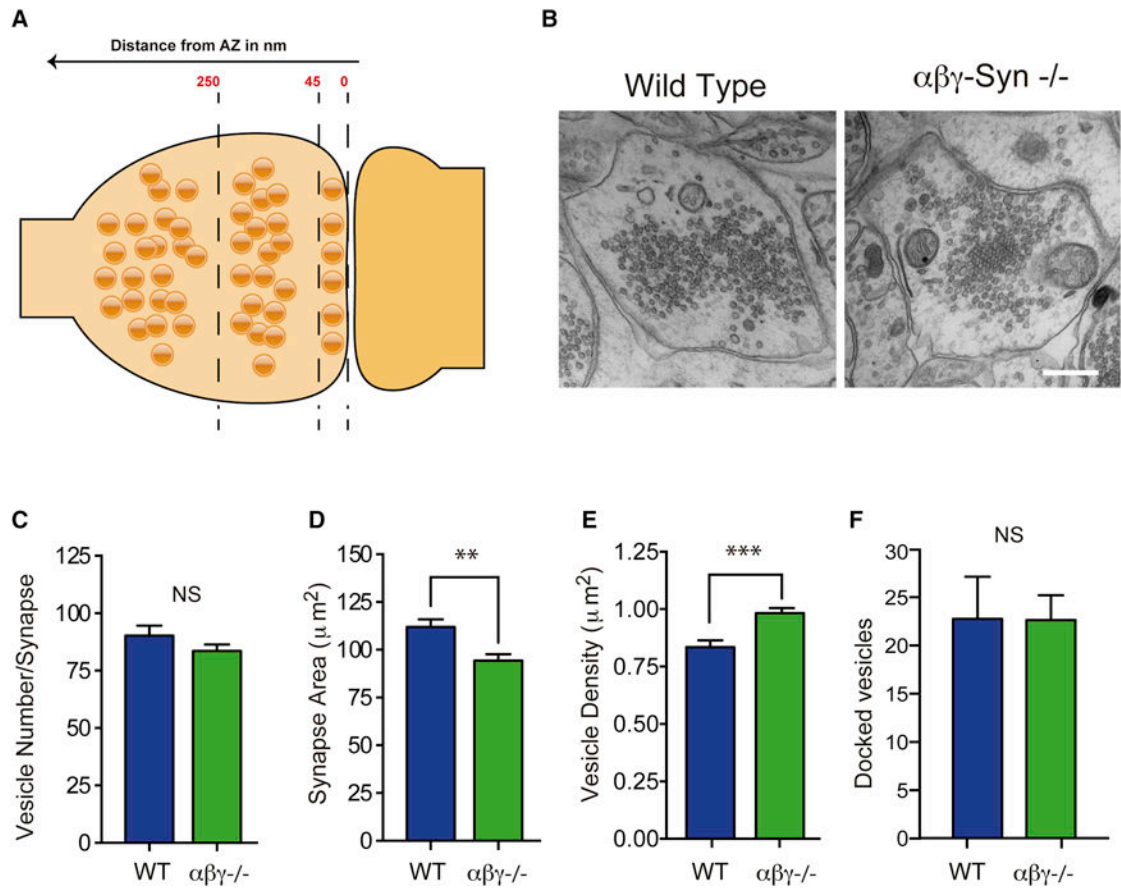 A
Distance from AZ in nm
250
45
0
B
Wild Type
αβγ-Syn -/-
C
Vesicle Number/Synapse
125
100
75
50
25
0
NS
WT
αβγ-/-
D
Synapse Area (μm²)
150
125
100
75
50
25
0
**
WT
αβγ-/-
E
Vesicle Density (μm²)
1.25
1.00
0.75
0.50
0.25
0.00
***
WT
αβγ-/-
F
Docked vesicles
30
25
20
15
10
5
0
NS
WT
αβγ-/-